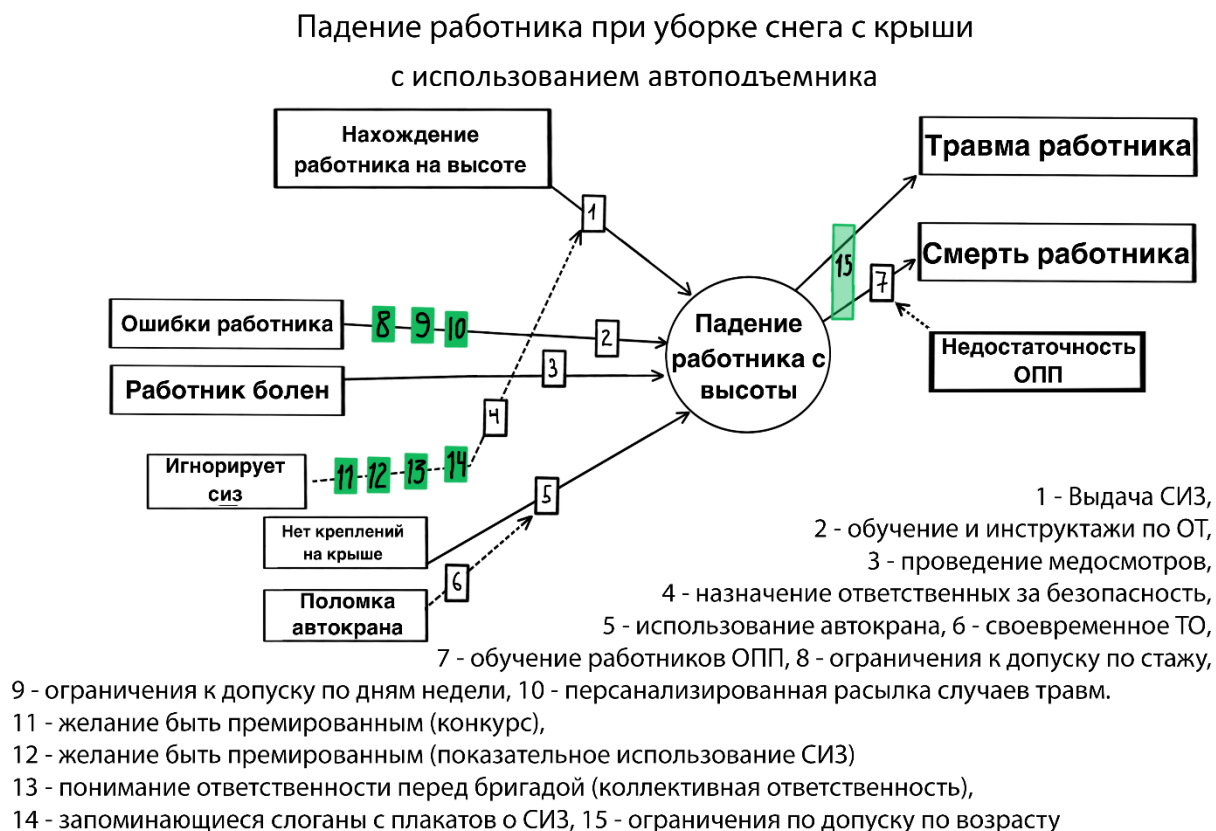 Падение работника при уборке снега с крыши
с использованием автоподъемника
Нахождение
работника на высоте
Травма работника
1
Смерть работника
15
7
Ошибки работника
8 9 10
2
Падение
работника с
высоты
Недостаточность
ОПП
Работник болен
3
4
Игнорирует
сиз
11 12 13 14
5
Нет креплений
на крыше
6
Поломка
автокрана
1 - Выдача СИЗ,
2 - обучение и инструктажи по ОТ,
3 - проведение медосмотров,
4 - назначение ответственных за безопасность,
5 - использование автокрана, 6 - своевременное ТО,
7 - обучение работников ОПП, 8 - ограничения к допуску по стажу,
9 - ограничения к допуску по дням недели, 10 - персанализированная расылка случаев травм.
11 - желание быть премированным (конкурс),
12 - желание быть премированным (показательное использование СИЗ)
13 - понимание ответственности перед бригадой (коллективная ответственность),
14 - запоминающиеся слоганы с плакатов о СИЗ, 15 - ограничения по допуску по возрасту